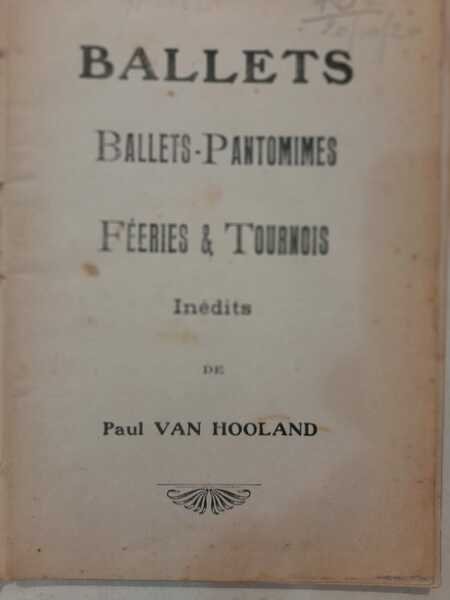 BALLETS
BALLETS-PANTOMIMES
FÉERIES & TOURNOIS
Inédits
DE
Paul VAN HOOLAND